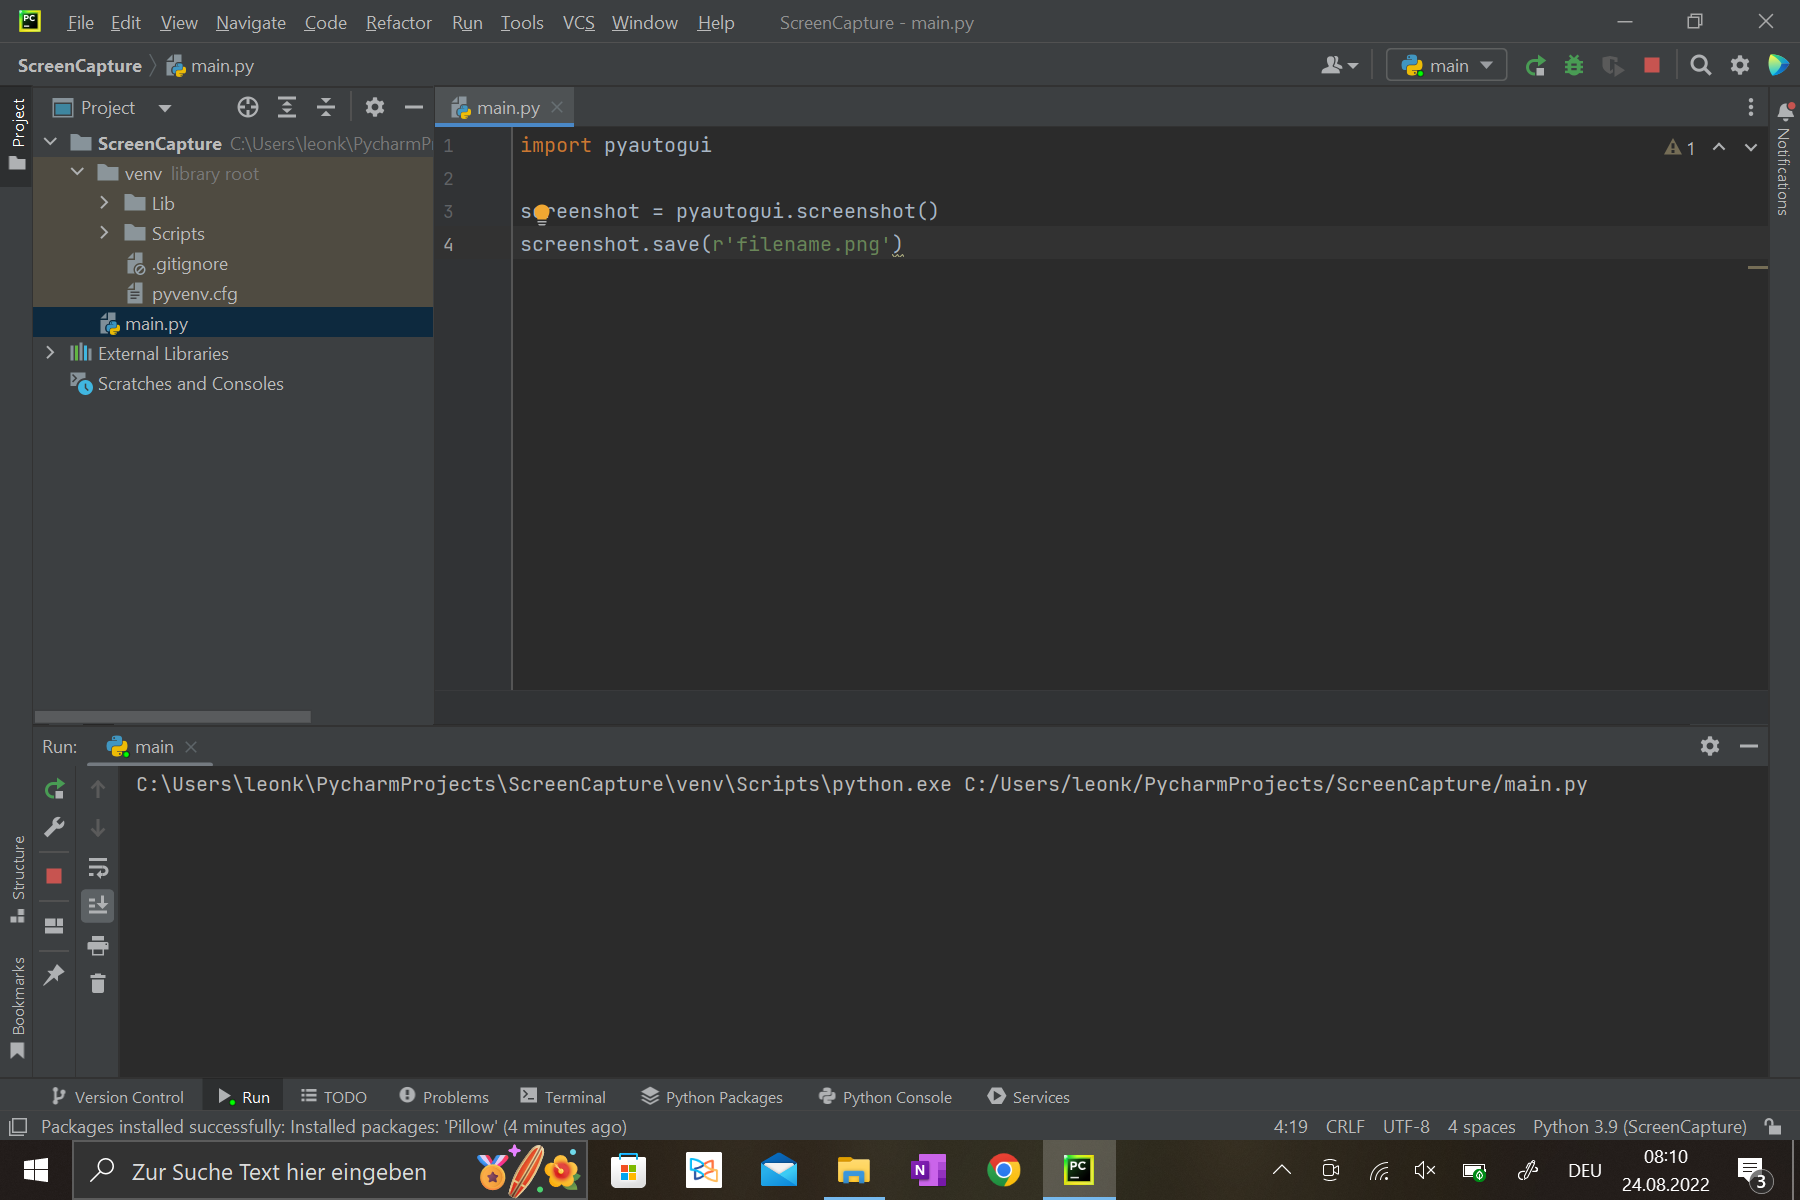 PC File Edit View Navigate Code Refactor Run Tools VCS Window Help ScreenCapture - main.py
ScreenCapture main.py main
Project Project main.py
ScreenCapture C:\Users\leonk\PycharmPr
venv library root
Lib
Scripts
.gitignore
pyvenv.cfg
main.py
External Libraries
Scratches and Consoles
1 import pyautogui
2
3 screenshot = pyautogui.screenshot()
4 screenshot.save(r'filename.png')
1
Notifications
Run: main
C:\Users\leonk\PycharmProjects\ScreenCapture\venv\Scripts\python.exe C:/Users/leonk/PycharmProjects/ScreenCapture/main.py
Structure
Bookmarks
Version Control Run TODO Problems Terminal Python Packages Python Console Services
Packages installed successfully: Installed packages: 'Pillow' (4 minutes ago) 4:19 CRLF UTF-8 4 spaces Python 3.9 (ScreenCapture)
Zur Suche Text hier eingeben N PC DEU 08:10
24.08.2022 3